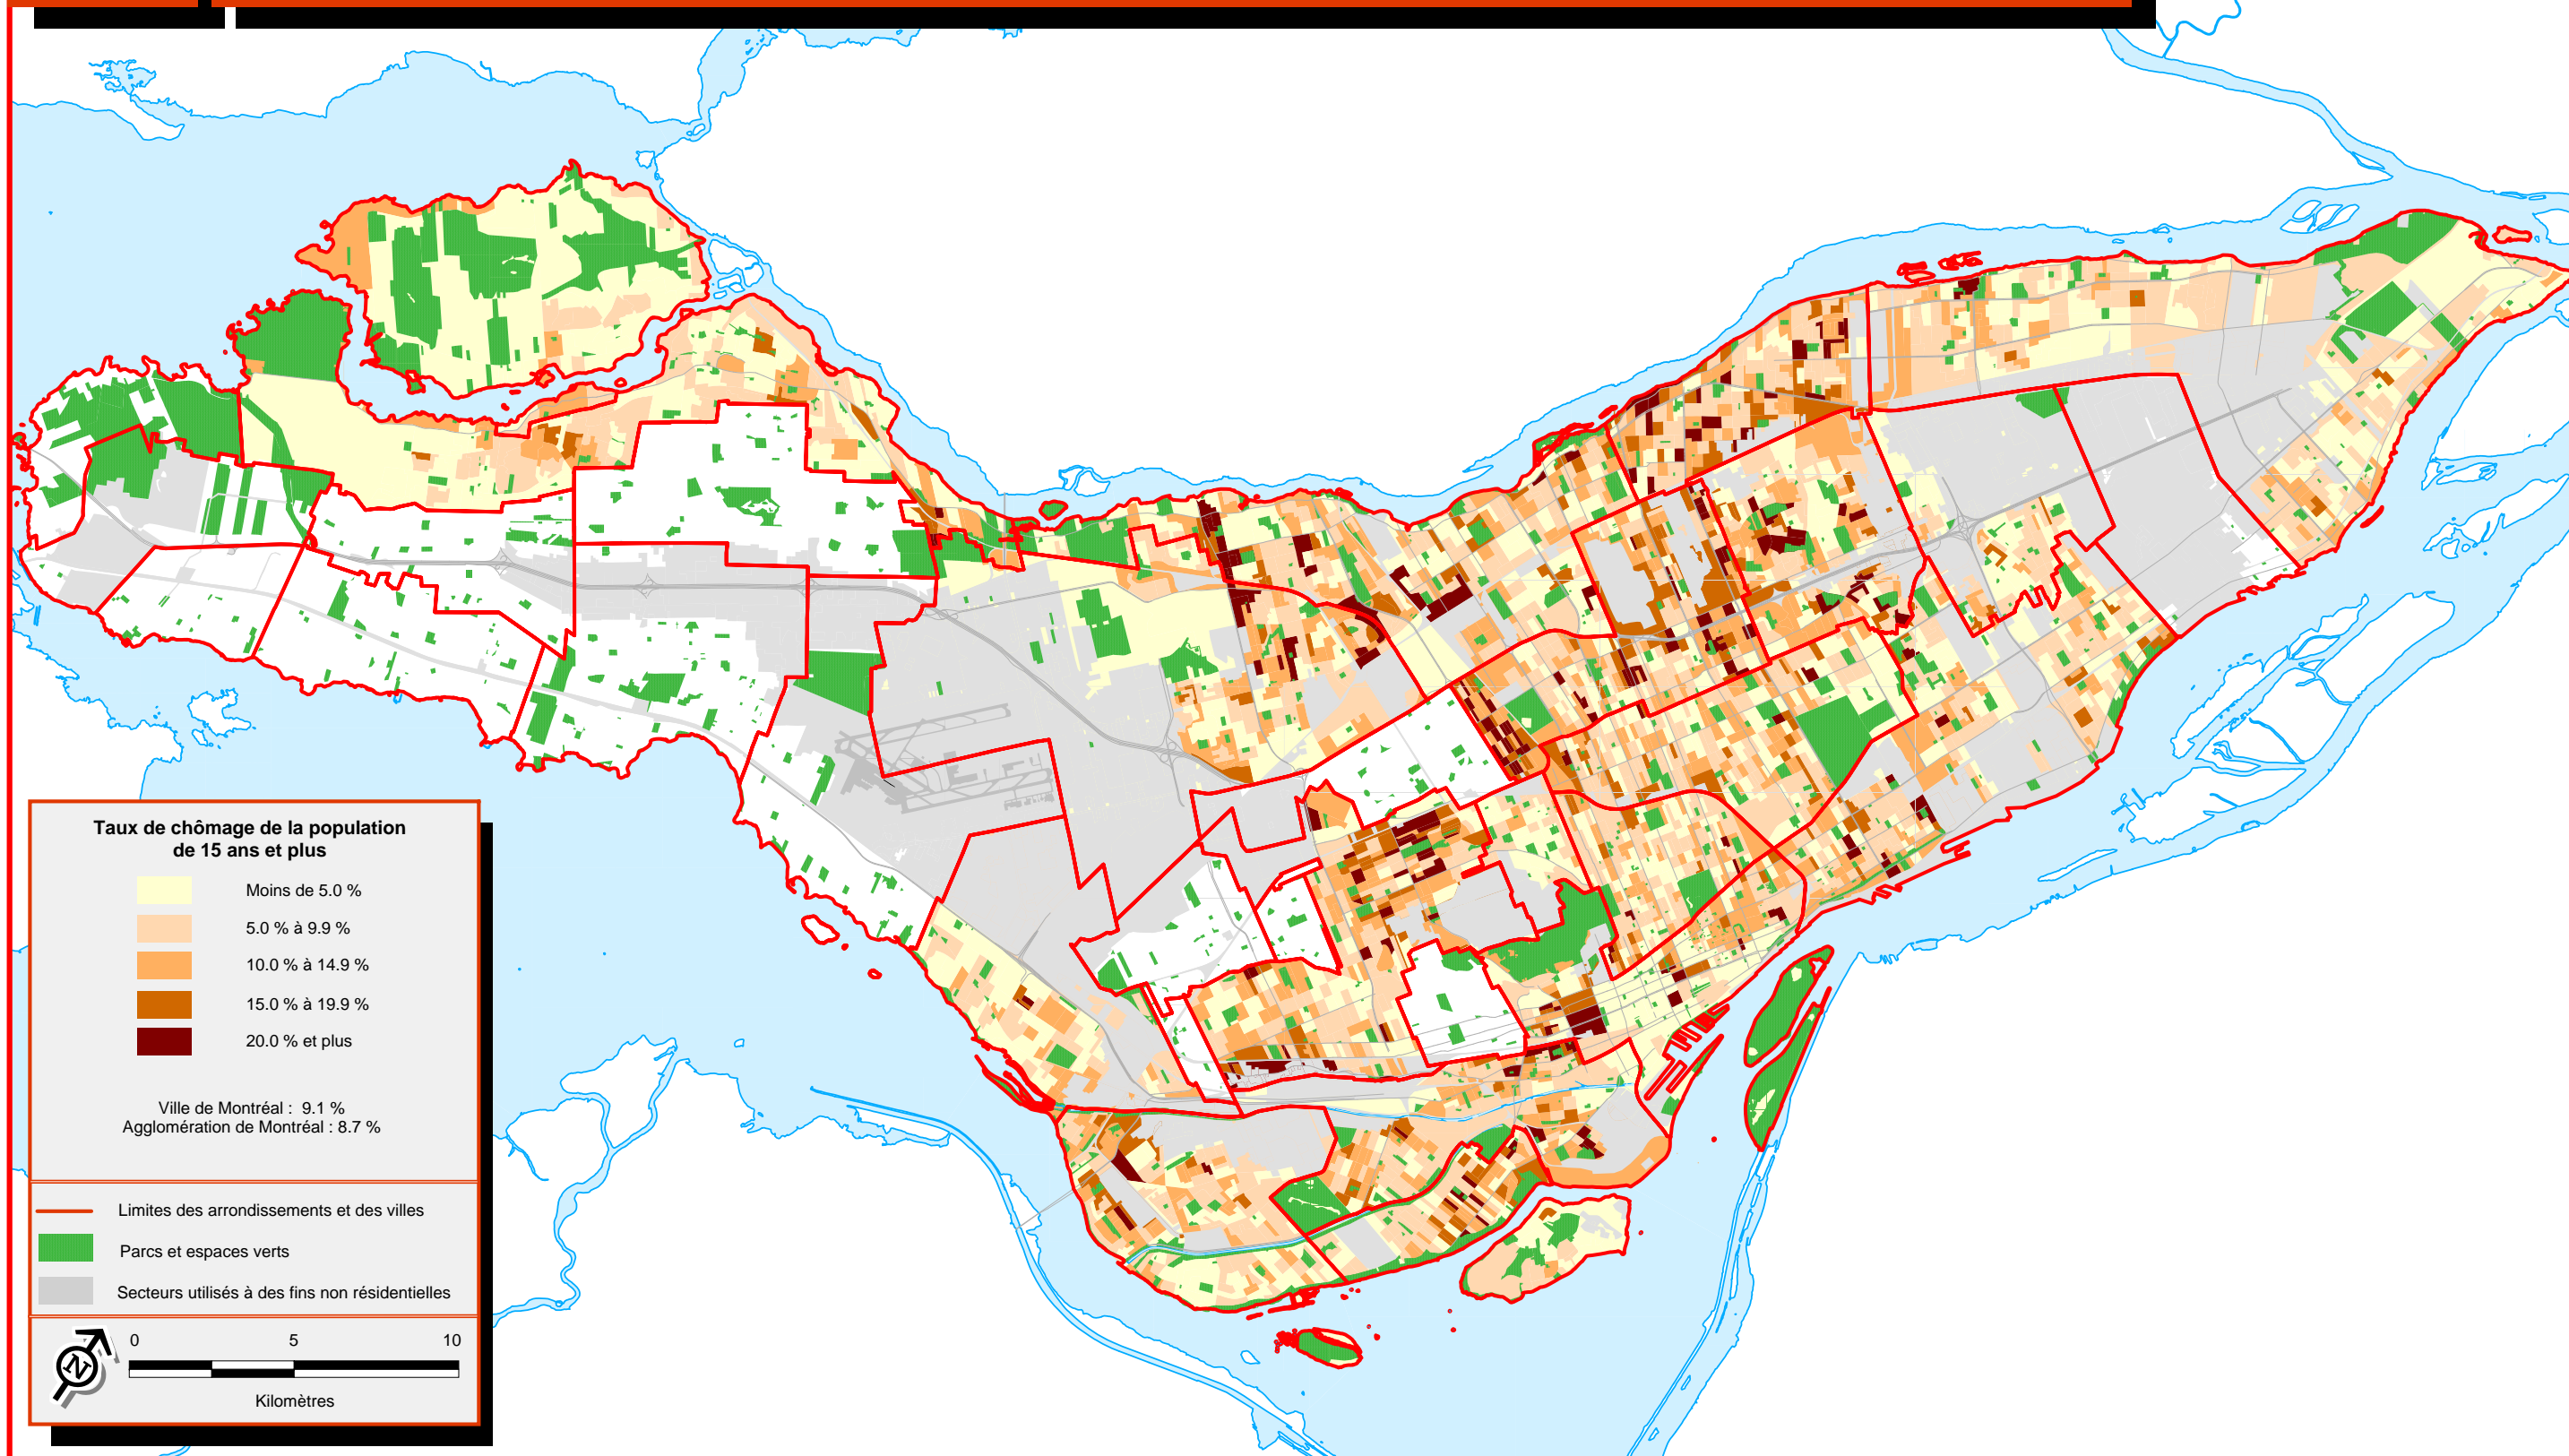 Taux de chômage de la population
de 15 ans et plus
Moins de 5.0 %
5.0 % à 9.9 %
10.0 % à 14.9 %
15.0 % à 19.9 %
20.0 % et plus
Ville de Montréal : 9.1 %
Agglomération de Montréal : 8.7 %
Limites des arrondissements et des villes
Parcs et espaces verts
Secteurs utilisés à des fins non résidentielles
N
0 5 10
Kilomètres